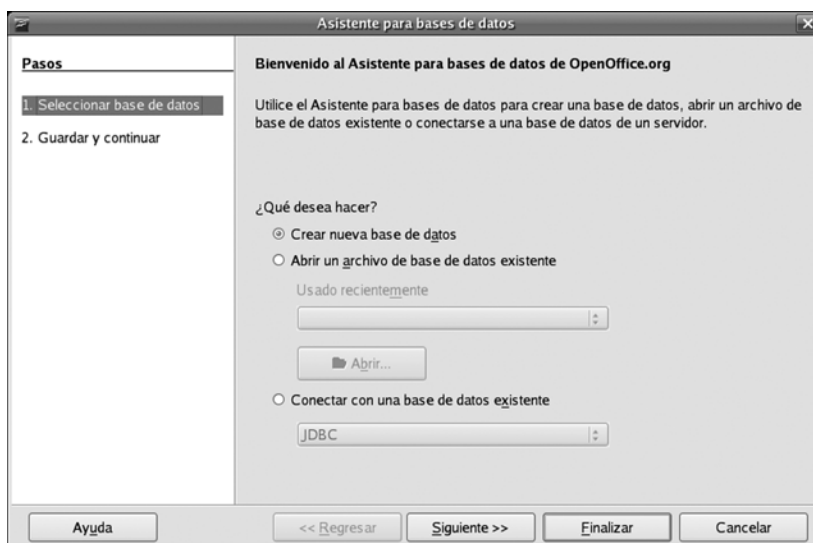 Asistente para bases de datos
Pasos
1. Seleccionar base de datos
2. Guardar y continuar
Bienvenido al Asistente para bases de datos de OpenOffice.org
Utilice el Asistente para bases de datos para crear una base de datos, abrir un archivo de
base de datos existente o conectarse a una base de datos de un servidor.
¿Qué desea hacer?
Crear nueva base de datos
Abrir un archivo de base de datos existente
Usado recientemente
Abrir...
Conectar con una base de datos existente
JDBC
Ayuda
<< Regresar
Siguiente >>
Finalizar
Cancelar